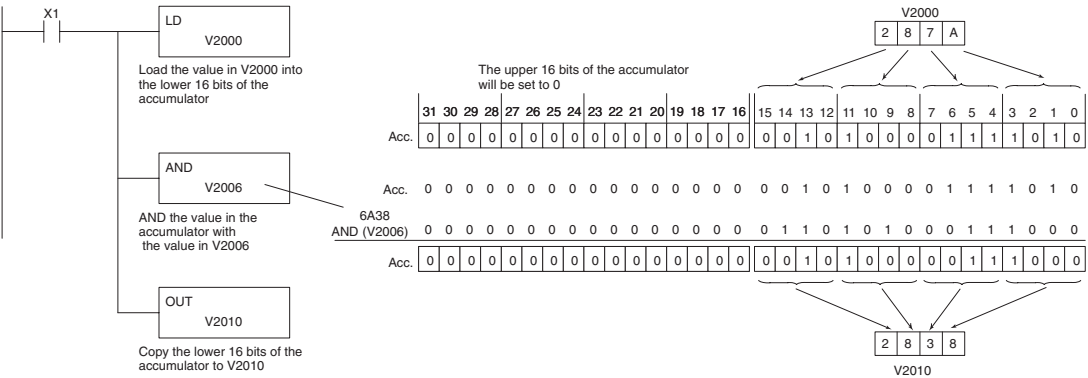 X1
LD
V2000
Load the value in V2000 into
the lower 16 bits of the
accumulator
AND
V2006
AND the value in the
accumulator with
the value in V2006
OUT
V2010
Copy the lower 16 bits of the
accumulator to V2010
V2000
2 8 7 A
The upper 16 bits of the accumulator
will be set to 0
31 30 29 28 27 26 25 24 23 22 21 20 19 18 17 16 15 14 13 12 11 10 9 8 7 6 5 4 3 2 1 0
Acc. 0 0 0 0 0 0 0 0 0 0 0 0 0 0 0 0 0 0 1 0 1 0 0 0 0 1 1 1 1 0 1 0
Acc. 0 0 0 0 0 0 0 0 0 0 0 0 0 0 0 0 0 0 1 0 1 0 0 0 0 1 1 1 1 0 1 0
6A38
AND (V2006) 0 0 0 0 0 0 0 0 0 0 0 0 0 0 0 0 0 1 1 0 1 0 1 0 0 0 1 1 1 0 0 0
Acc. 0 0 0 0 0 0 0 0 0 0 0 0 0 0 0 0 0 0 1 0 1 0 0 0 0 0 1 1 1 0 0 0
2 8 3 8
V2010